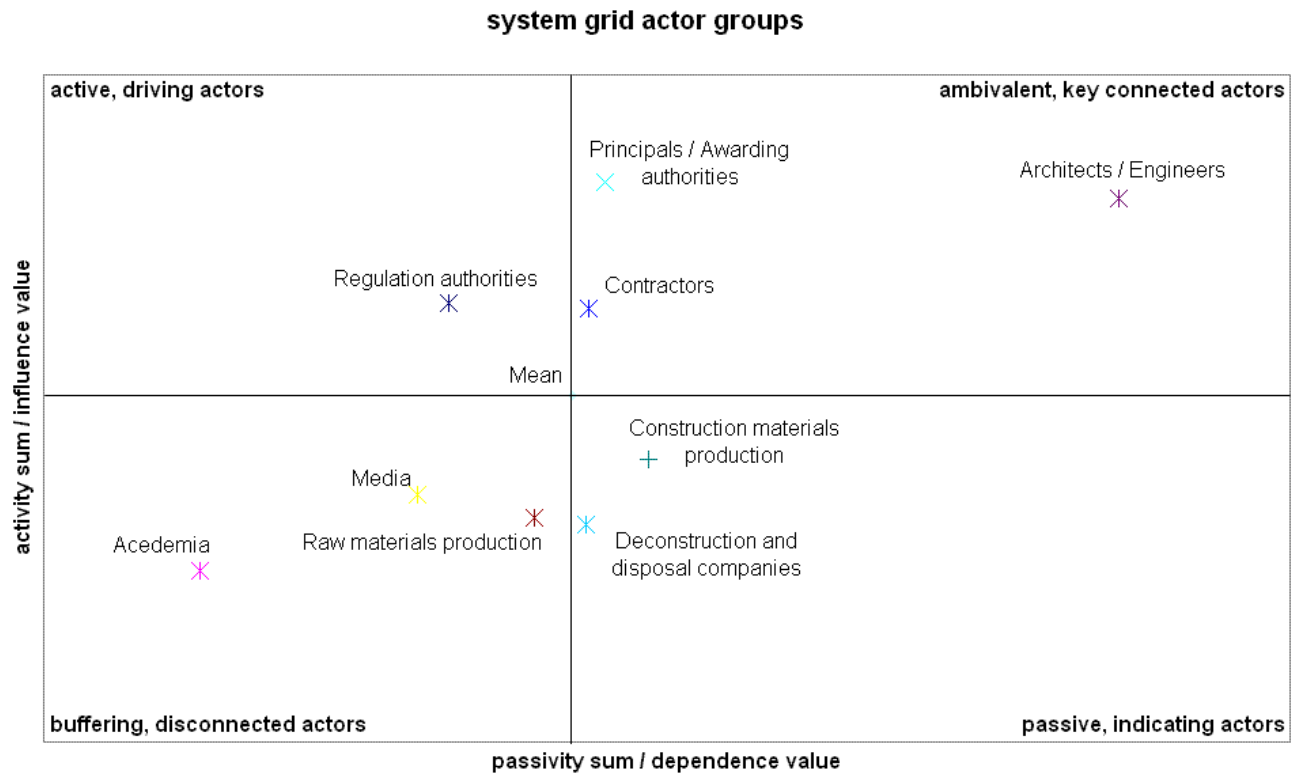 system grid actor groups
active, driving actors
ambivalent, key connected actors
Principals / Awarding
authorities
Architects / Engineers
Regulation authorities
Contractors
Mean
activity sum / influence value
Construction materials
production
Media
Raw materials production
Acedemia
Deconstruction and
disposal companies
buffering, disconnected actors
passive, indicating actors
passivity sum / dependence value